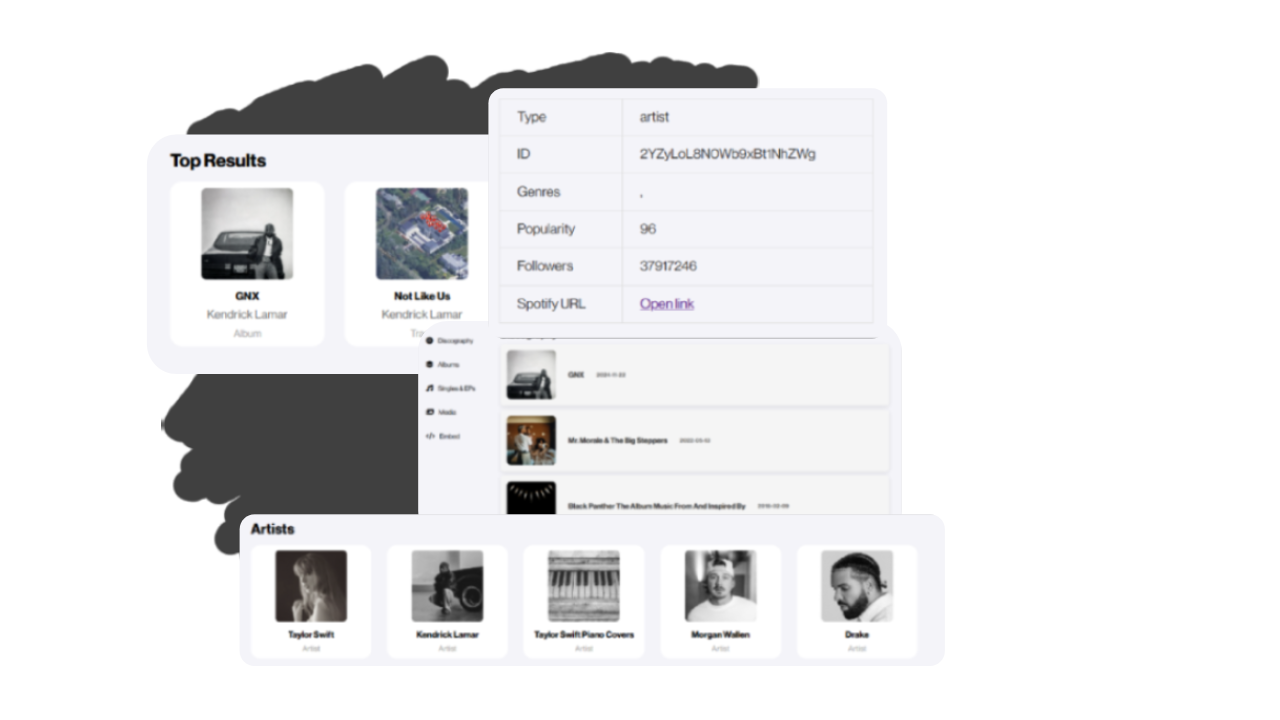 Top Results
GNX
Kendrick Lamar
Album
Not Like Us
Kendrick Lamar
Type artist
ID 2YZyLoL8N0Wb9xBt1NhZWg
Genres ,
Popularity 96
Followers 37917246
Spotify URL Open link
Discography
Albums
Singles & EPs
Media
</> Embed
GNX 2024-11-22
Mr. Morale & The Big Steppers 2022-05-13
Black Panther The Album Music From And Inspired By 2018-02-09
Artists
Taylor Swift
Artist
Kendrick Lamar
Artist
Taylor Swift Piano Covers
Artist
Morgan Wallen
Artist
Drake
Artist